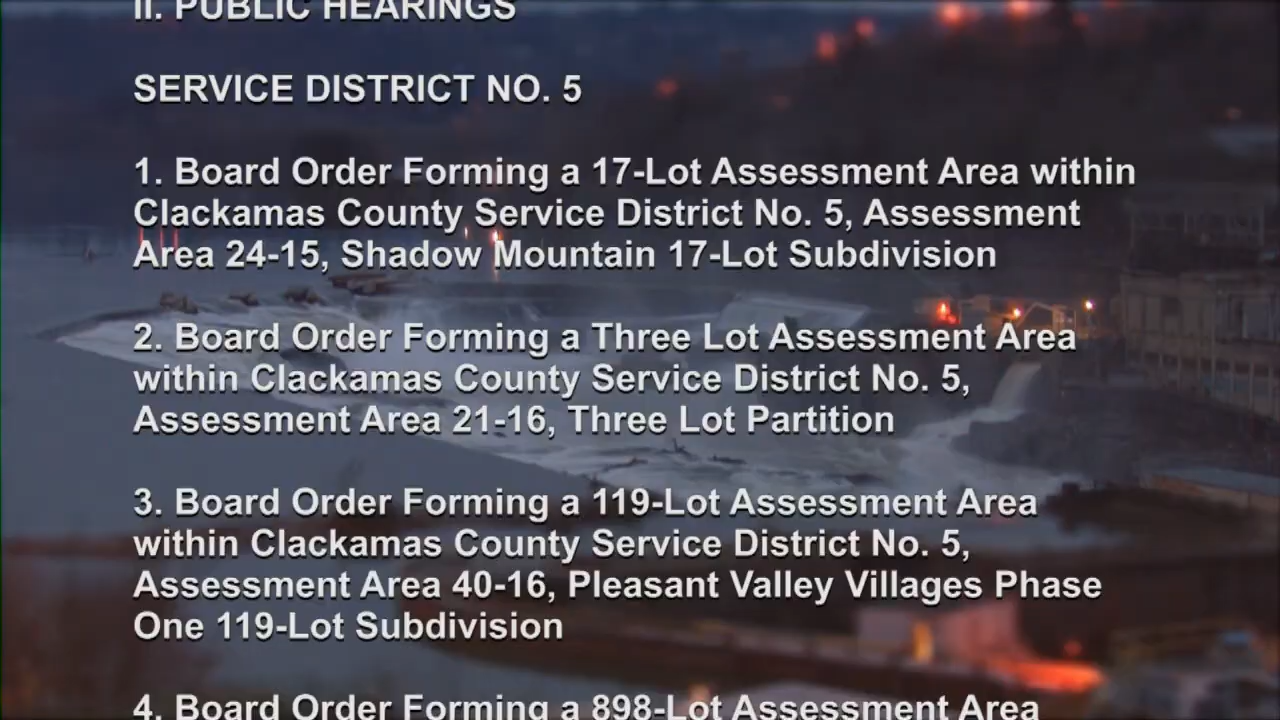 II. PUBLIC HEARINGS
SERVICE DISTRICT NO. 5
1. Board Order Forming a 17-Lot Assessment Area within
Clackamas County Service District No. 5, Assessment
Area 24-15, Shadow Mountain 17-Lot Subdivision
2. Board Order Forming a Three Lot Assessment Area
within Clackamas County Service District No. 5,
Assessment Area 21-16, Three Lot Partition
3. Board Order Forming a 119-Lot Assessment Area
within Clackamas County Service District No. 5,
Assessment Area 40-16, Pleasant Valley Villages Phase
One 119-Lot Subdivision
4. Board Order Forming a 898-Lot Assessment Area